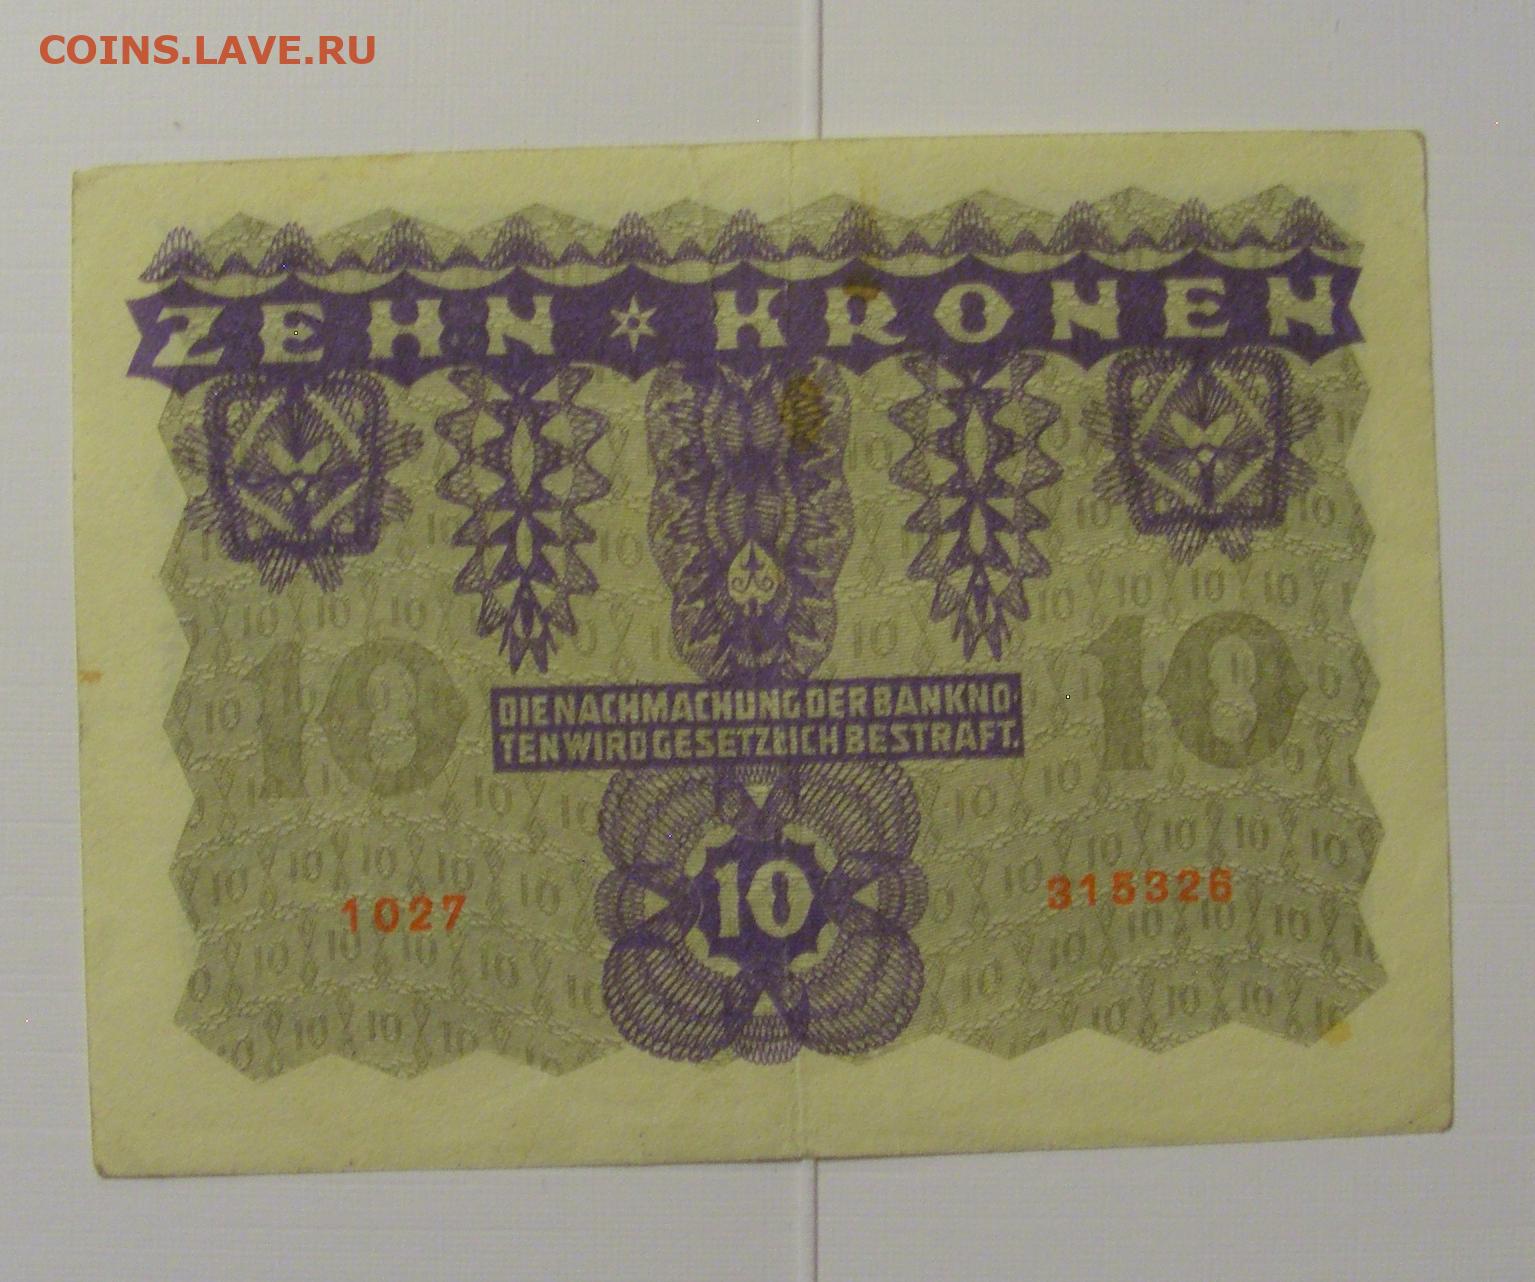 COINS.LAVE.RU
ZEHN ✶ KRONEN
10 10
DIE NACHMACHUNG DER BANKNO-
TEN WIRD GESETZLICH BESTRAFT.
10
1027 315326